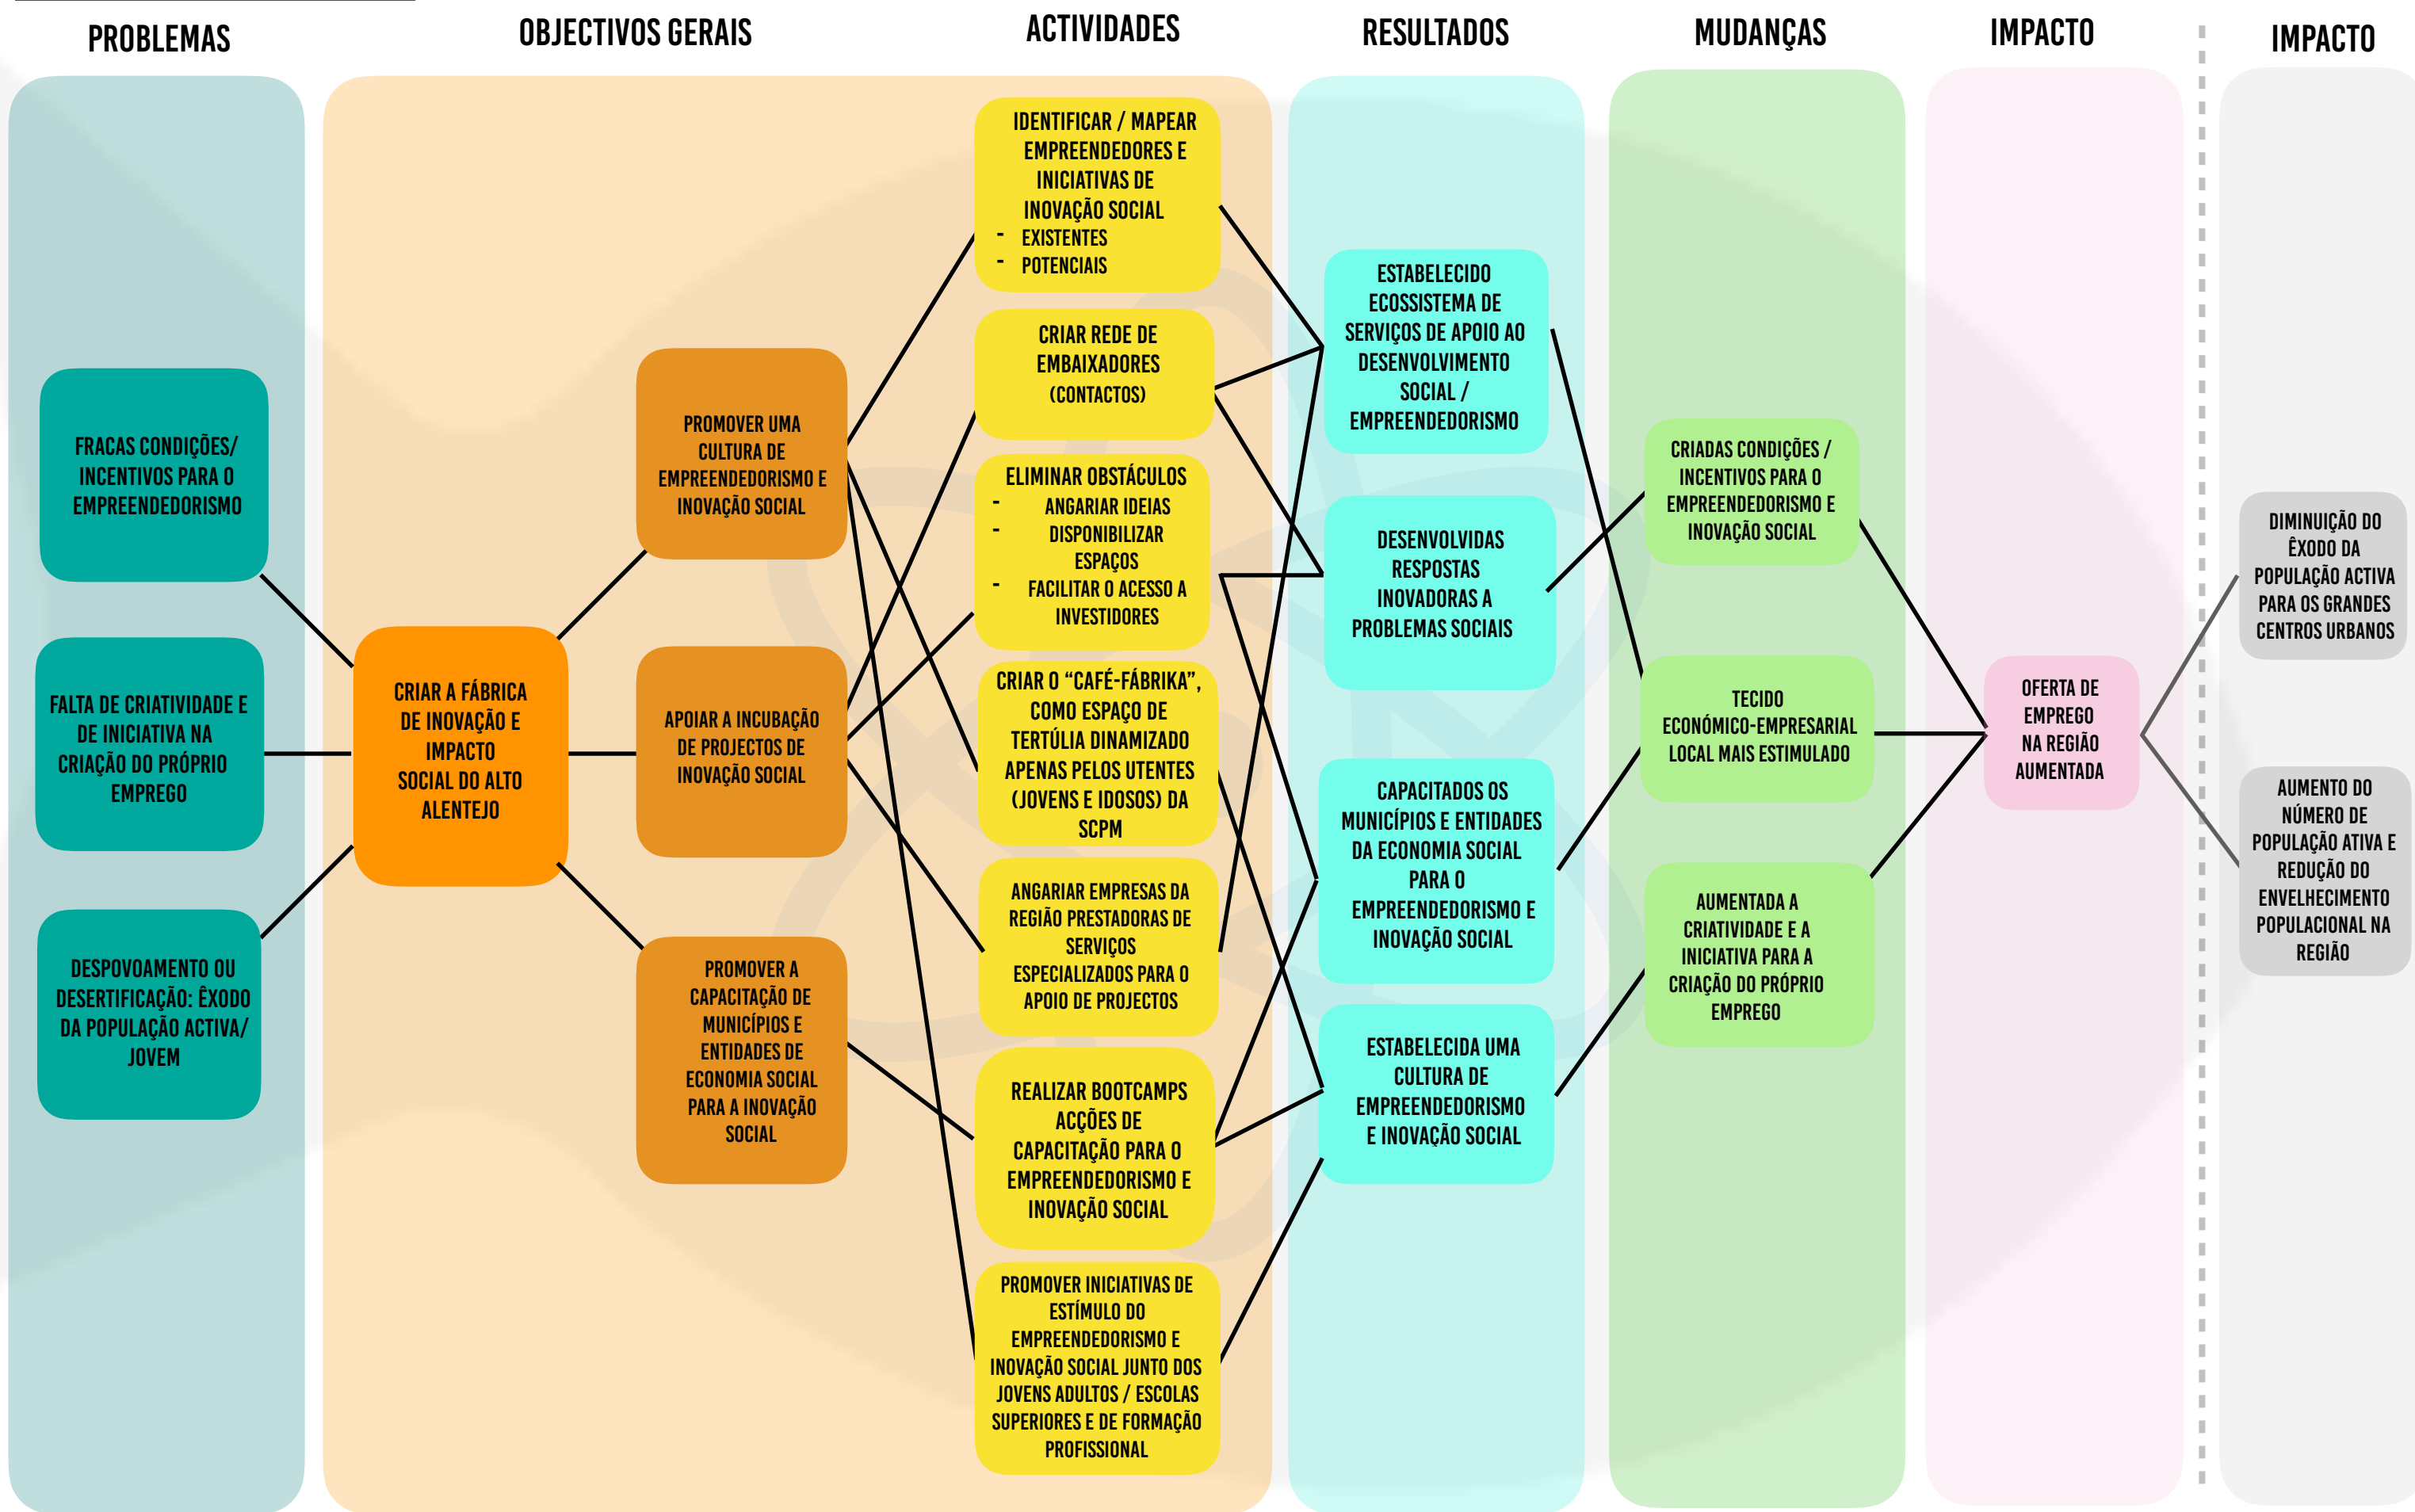 PROBLEMAS
OBJECTIVOS GERAIS
ACTIVIDADES
RESULTADOS
MUDANÇAS
IMPACTO
IMPACTO
FRACAS CONDIÇÕES/
INCENTIVOS PARA O
EMPREENDEDORISMO
FALTA DE CRIATIVIDADE E
DE INICIATIVA NA
CRIAÇÃO DO PRÓPRIO
EMPREGO
DESPOVOAMENTO OU
DESERTIFICAÇÃO: ÊXODO
DA POPULAÇÃO ACTIVA/
JOVEM
CRIAR A FÁBRICA
DE INOVAÇÃO E
IMPACTO
SOCIAL DO ALTO
ALENTEJO
PROMOVER UMA
CULTURA DE
EMPREENDEDORISMO E
INOVAÇÃO SOCIAL
APOIAR A INCUBAÇÃO
DE PROJECTOS DE
INOVAÇÃO SOCIAL
PROMOVER A
CAPACITAÇÃO DE
MUNICÍPIOS E
ENTIDADES DE
ECONOMIA SOCIAL
PARA A INOVAÇÃO
SOCIAL
IDENTIFICAR / MAPEAR
EMPREENDEDORES E
INICIATIVAS DE
INOVAÇÃO SOCIAL
- EXISTENTES
- POTENCIAIS
CRIAR REDE DE
EMBAIXADORES
(CONTACTOS)
ELIMINAR OBSTÁCULOS
- ANGARIAR IDEIAS
- DISPONIBILIZAR
ESPAÇOS
- FACILITAR O ACESSO A
INVESTIDORES
CRIAR O “CAFÉ-FÁBRIKA”,
COMO ESPAÇO DE
TERTÚLIA DINAMIZADO
APENAS PELOS UTENTES
(JOVENS E IDOSOS) DA
SCPM
ANGARIAR EMPRESAS DA
REGIÃO PRESTADORAS DE
SERVIÇOS
ESPECIALIZADOS PARA O
APOIO DE PROJECTOS
REALIZAR BOOTCAMPS
ACÇÕES DE
CAPACITAÇÃO PARA O
EMPREENDEDORISMO E
INOVAÇÃO SOCIAL
PROMOVER INICIATIVAS DE
ESTÍMULO DO
EMPREENDEDORISMO E
INOVAÇÃO SOCIAL JUNTO DOS
JOVENS ADULTOS / ESCOLAS
SUPERIORES E DE FORMAÇÃO
PROFISSIONAL
ESTABELECIDO
ECOSSISTEMA DE
SERVIÇOS DE APOIO AO
DESENVOLVIMENTO
SOCIAL /
EMPREENDEDORISMO
DESENVOLVIDAS
RESPOSTAS
INOVADORAS A
PROBLEMAS SOCIAIS
CAPACITADOS OS
MUNICÍPIOS E ENTIDADES
DA ECONOMIA SOCIAL
PARA O
EMPREENDEDORISMO E
INOVAÇÃO SOCIAL
ESTABELECIDA UMA
CULTURA DE
EMPREENDEDORISMO
E INOVAÇÃO SOCIAL
CRIADAS CONDIÇÕES /
INCENTIVOS PARA O
EMPREENDEDORISMO E
INOVAÇÃO SOCIAL
TECIDO
ECONÓMICO-EMPRESARIAL
LOCAL MAIS ESTIMULADO
AUMENTADA A
CRIATIVIDADE E A
INICIATIVA PARA A
CRIAÇÃO DO PRÓPRIO
EMPREGO
OFERTA DE
EMPREGO
NA REGIÃO
AUMENTADA
DIMINUIÇÃO DO
ÊXODO DA
POPULAÇÃO ACTIVA
PARA OS GRANDES
CENTROS URBANOS
AUMENTO DO
NÚMERO DE
POPULAÇÃO ATIVA E
REDUÇÃO DO
ENVELHECIMENTO
POPULACIONAL NA
REGIÃO